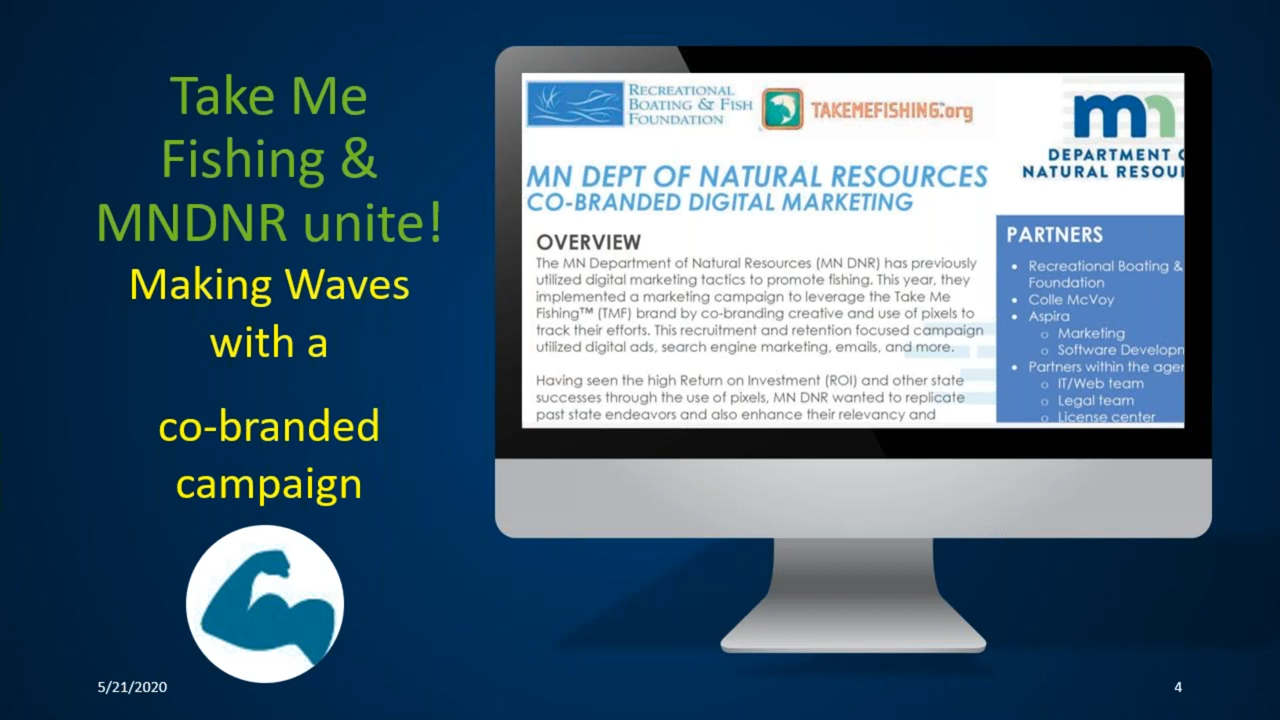 Take Me
Fishing &
MNDNR unite!
Making Waves
with a
co-branded
campaign
RECREATIONAL
BOATING & FISH
FOUNDATION
TAKEMEFISHING.org
DEPARTMENT
NATURAL RESOU
MN DEPT OF NATURAL RESOURCES
CO-BRANDED DIGITAL MARKETING
OVERVIEW
The MN Department of Natural Resources (MN DNR) has previously
utilized digital marketing tactics to promote fishing. This year, they
implemented a marketing campaign to leverage the Take Me
Fishing™ (TMF) brand by co-branding creative and use of pixels to
track their efforts. This recruitment and retention focused campaign
utilized digital ads, search engine marketing, emails, and more.
Having seen the high Return on Investment (ROI) and other state
successes through the use of pixels, MN DNR wanted to replicate
past state endeavors and also enhance their relevancy and
PARTNERS
• Recreational Boating &
Foundation
• Colle McVoy
• Aspira
o Marketing
o Software Developm
• Partners within the agen
o IT/Web team
o Legal team
o License center
5/21/2020
4